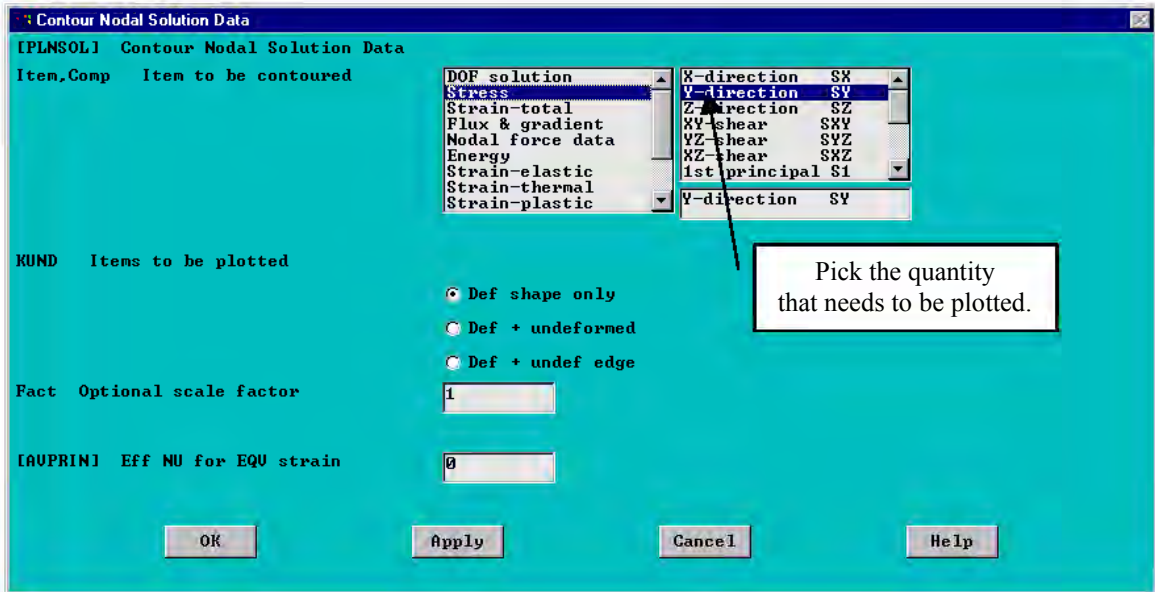 Contour Nodal Solution Data
[PLNSOL] Contour Nodal Solution Data
Item,Comp Item to be contoured
DOF solution
Stress
Strain-total
Flux & gradient
Nodal force data
Energy
Strain-elastic
Strain-thermal
Strain-plastic
X-direction SX
Y-direction SY
Z-direction SZ
XY-shear SXY
YZ-shear SYZ
XZ-shear SXZ
1st principal S1
Y-direction SY
Pick the quantity
that needs to be plotted.
KUND Items to be plotted
Def shape only
Def + undeformed
Def + undef edge
Fact Optional scale factor
1
[AVPRIN] Eff NU for EQV strain
0
OK Apply Cancel Help